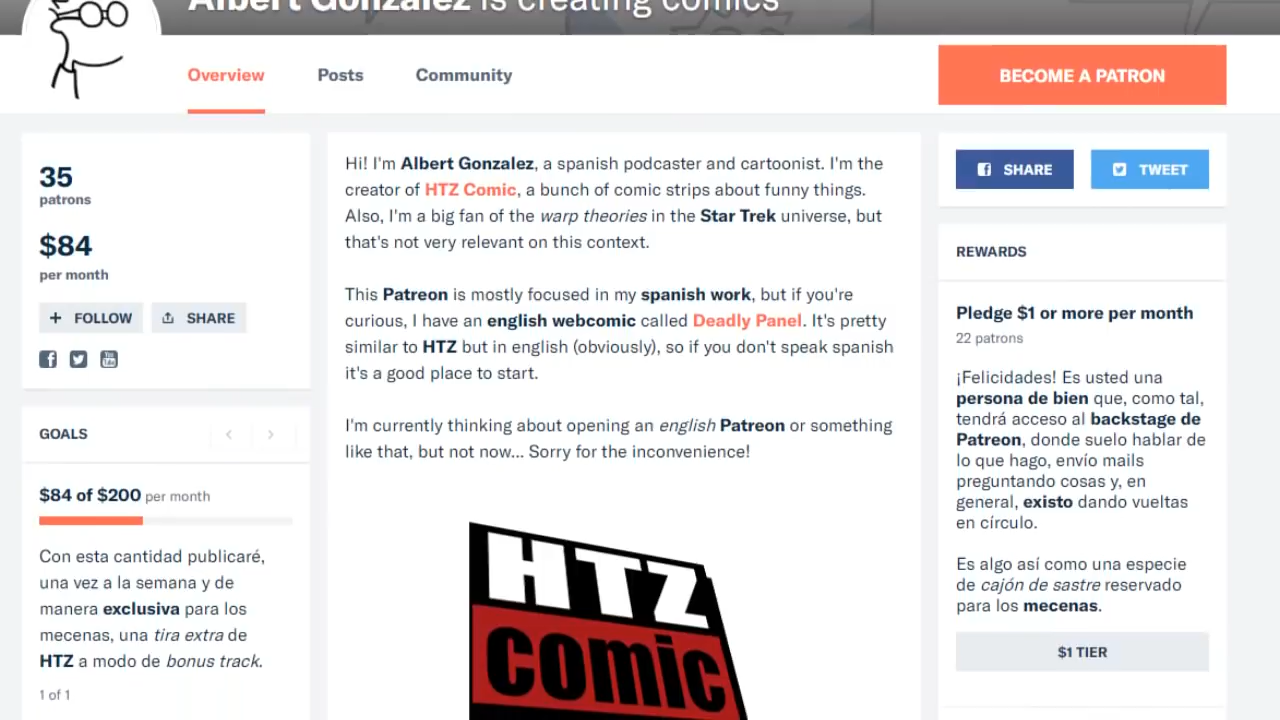 Albert Gonzalez is creating comics
Overview
Posts
Community
BECOME A PATRON
35
patrons
$84
per month
+ FOLLOW
SHARE
GOALS
$84 of $200 per month
Con esta cantidad publicaré,
una vez a la semana y de
manera exclusiva para los
mecenas, una tira extra de
HTZ a modo de bonus track.
1 of 1
Hi! I'm Albert Gonzalez, a spanish podcaster and cartoonist. I'm the
creator of HTZ Comic, a bunch of comic strips about funny things.
Also, I'm a big fan of the warp theories in the Star Trek universe, but
that's not very relevant on this context.
This Patreon is mostly focused in my spanish work, but if you're
curious, I have an english webcomic called Deadly Panel. It's pretty
similar to HTZ but in english (obviously), so if you don't speak spanish
it's a good place to start.
I'm currently thinking about opening an english Patreon or something
like that, but not now... Sorry for the inconvenience!
HTZ
comic
SHARE
TWEET
REWARDS
Pledge $1 or more per month
22 patrons
¡Felicidades! Es usted una
persona de bien que, como tal,
tendrá acceso al backstage de
Patreon, donde suelo hablar de
lo que hago, envío mails
preguntando cosas y, en
general, existo dando vueltas
en círculo.
Es algo así como una especie
de cajón de sastre reservado
para los mecenas.
$1 TIER